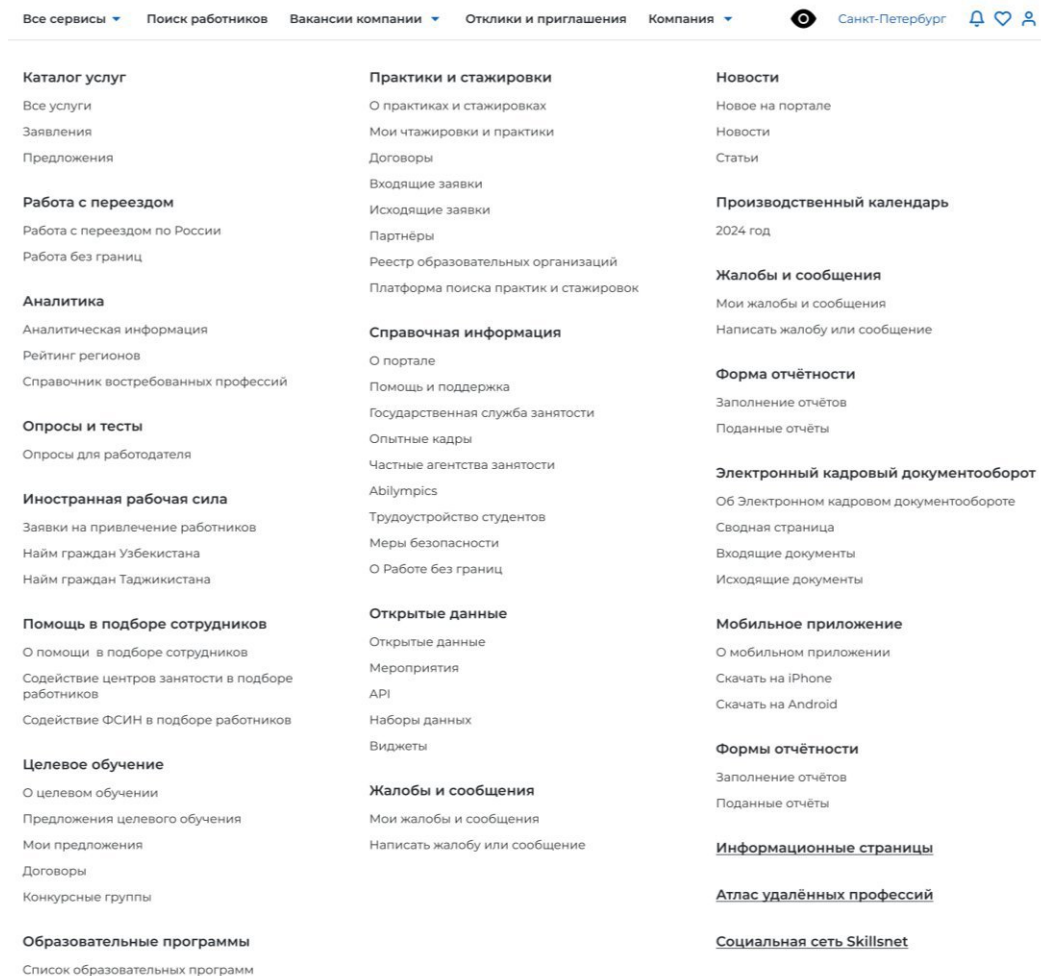 Все сервисы
Поиск работников
Вакансии компании
Отклики и приглашения
Компания
Санкт-Петербург
Каталог услуг
Все услуги
Заявления
Предложения
Работа с переездом
Работа с переездом по России
Работа без границ
Аналитика
Аналитическая информация
Рейтинг регионов
Справочник востребованных профессий
Опросы и тесты
Опросы для работодателя
Иностранная рабочая сила
Заявки на привлечение работников
Найм граждан Узбекистана
Найм граждан Таджикистана
Помощь в подборе сотрудников
О помощи в подборе сотрудников
Содействие центров занятости в подборе
работников
Содействие ФСИН в подборе работников
Целевое обучение
О целевом обучении
Предложения целевого обучения
Мои предложения
Договоры
Конкурсные группы
Образовательные программы
Список образовательных программ
Практики и стажировки
О практиках и стажировках
Мои чтажировки и практики
Договоры
Входящие заявки
Исходящие заявки
Партнёры
Реестр образовательных организаций
Платформа поиска практик и стажировок
Справочная информация
О портале
Помощь и поддержка
Государственная служба занятости
Опытные кадры
Частные агентства занятости
Abilympics
Трудоустройство студентов
Меры безопасности
О Работе без границ
Открытые данные
Открытые данные
Мероприятия
API
Наборы данных
Виджеты
Жалобы и сообщения
Мои жалобы и сообщения
Написать жалобу или сообщение
Новости
Новое на портале
Новости
Статьи
Производственный календарь
2024 год
Жалобы и сообщения
Мои жалобы и сообщения
Написать жалобу или сообщение
Форма отчётности
Заполнение отчётов
Поданные отчёты
Электронный кадровый документооборот
Об Электронном кадровом документообороте
Сводная страница
Входящие документы
Исходящие документы
Мобильное приложение
О мобильном приложении
Скачать на iPhone
Скачать на Android
Формы отчётности
Заполнение отчётов
Поданные отчёты
Информационные страницы
Атлас удалённых профессий
Социальная сеть Skillsnet